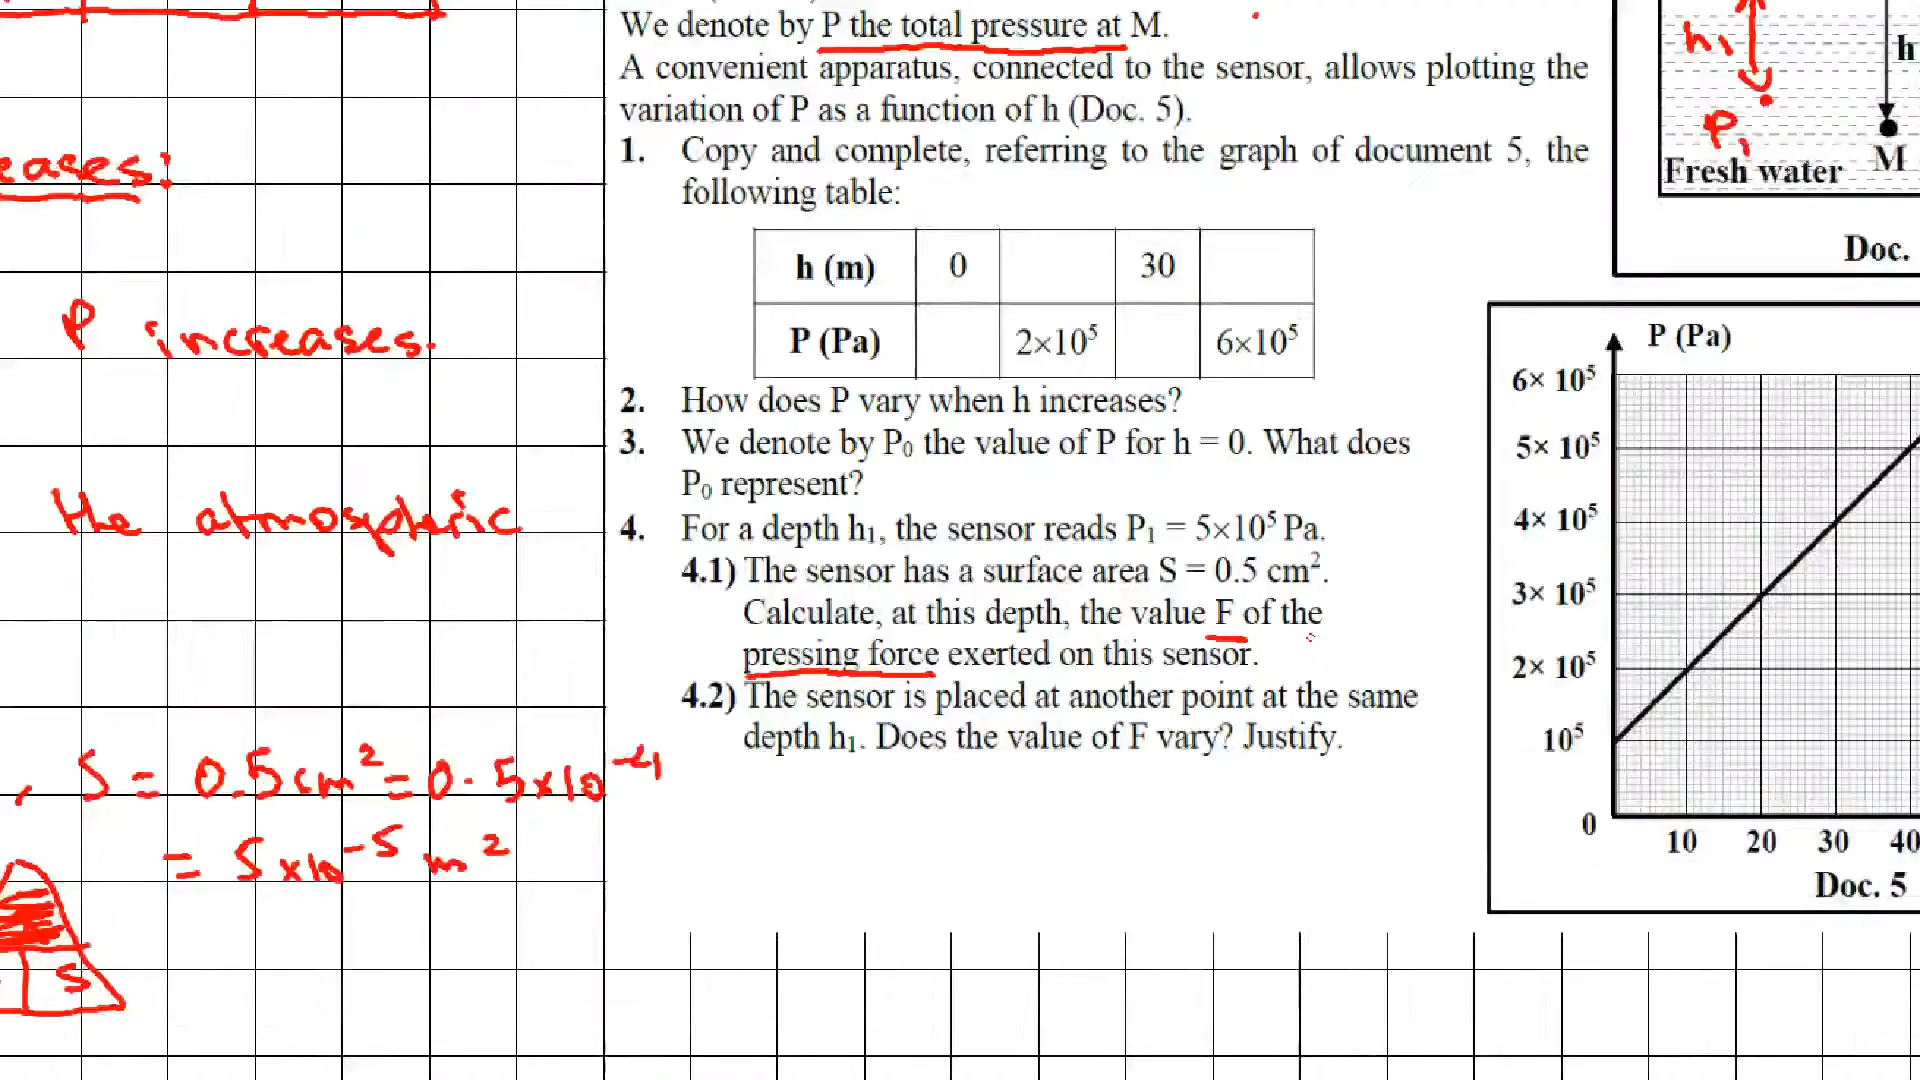 We denote by P the total pressure at M.
A convenient apparatus, connected to the sensor, allows plotting the
variation of P as a function of h (Doc. 5).
1. Copy and complete, referring to the graph of document 5, the
following table:
h (m) 0 30
P (Pa) 2×10⁵ 6×10⁵
2. How does P vary when h increases?
3. We denote by P₀ the value of P for h = 0. What does
P₀ represent?
4. For a depth h₁, the sensor reads P₁ = 5×10⁵ Pa.
4.1) The sensor has a surface area S = 0.5 cm².
Calculate, at this depth, the value F of the
pressing force exerted on this sensor.
4.2) The sensor is placed at another point at the same
depth h₁. Does the value of F vary? Justify.
eases:
P increases.
the atmospheric
, S = 0.5 cm² = 0.5×10⁻⁴
= 5×10⁻⁵ m²
S
h₁
h
P₁
M
Fresh water
Doc.
P (Pa)
6× 10⁵
5× 10⁵
4× 10⁵
3× 10⁵
2× 10⁵
10⁵
0
10 20 30 40
Doc. 5